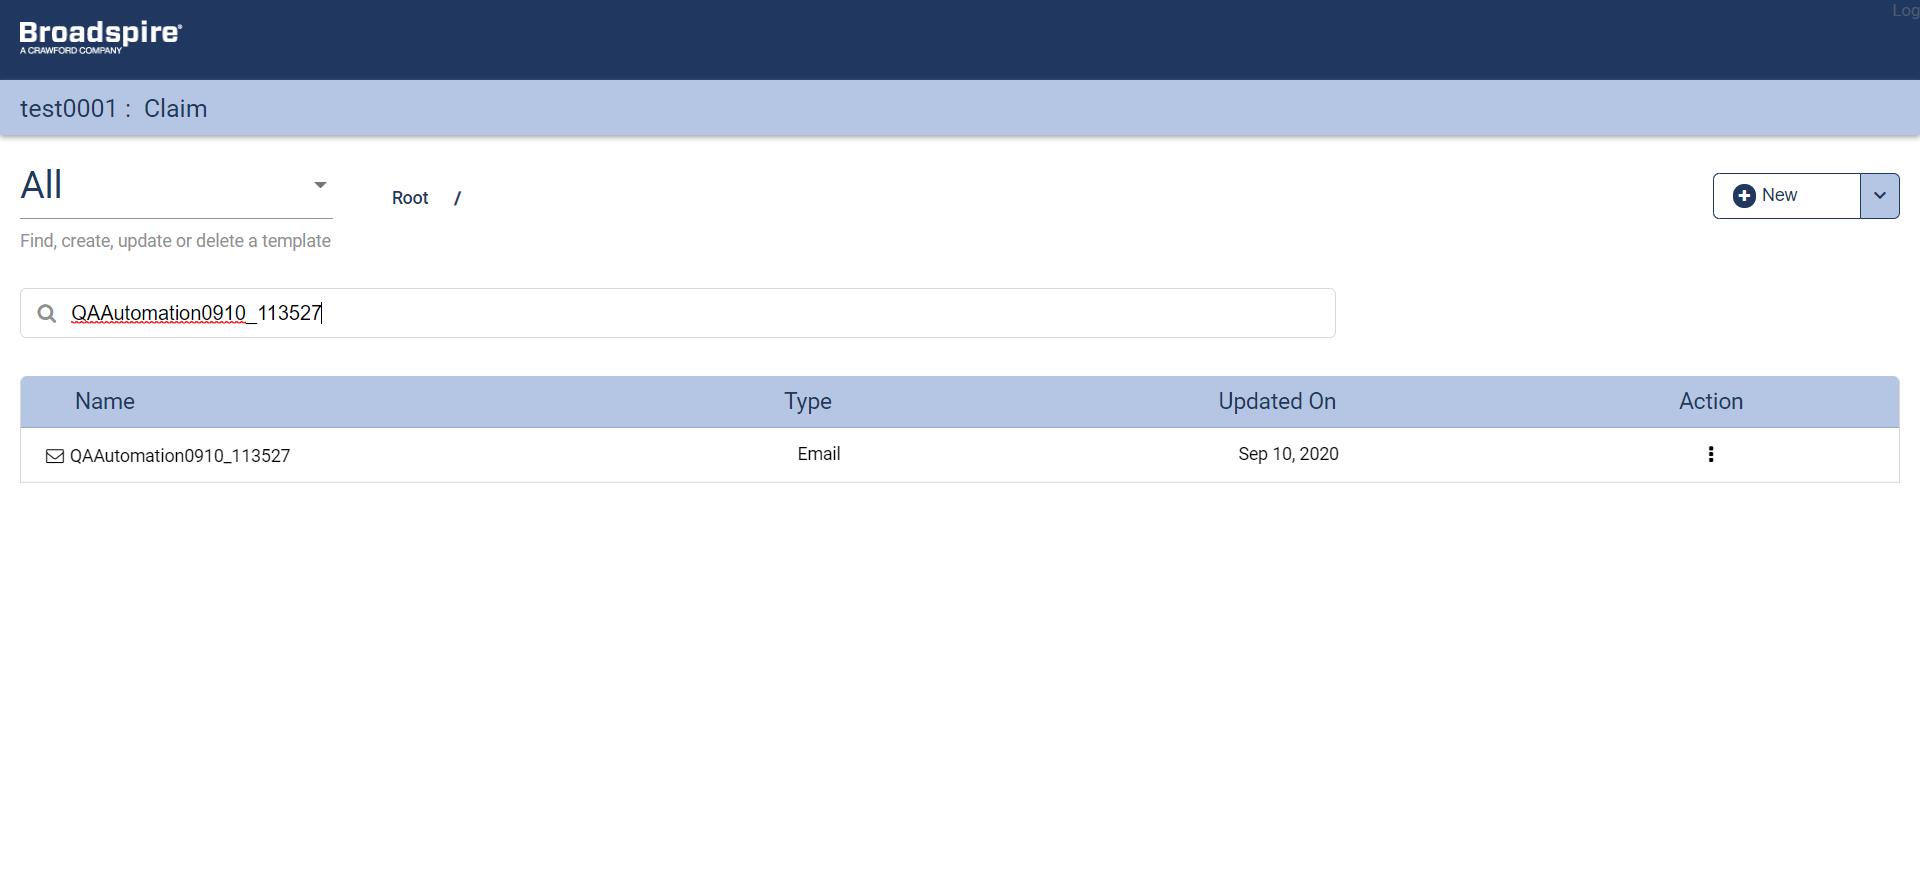 Broadspire®
A CRAWFORD COMPANY
Log
test0001 : Claim
All
Root /
New
Find, create, update or delete a template
QAAutomation0910_113527
Name Type Updated On Action
QAAutomation0910_113527 Email Sep 10, 2020